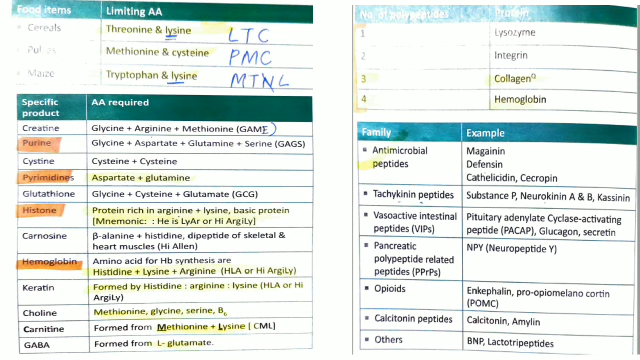 Food items Limiting AA
Cereals Threonine & lysine LTC
Pulses Methionine & cysteine PMC
Maize Tryptophan & lysine MTNL
Specific product AA required
Creatine Glycine + Arginine + Methionine (GAME)
Purine Glycine + Aspartate + Glutamine + Serine (GAGS)
Cystine Cysteine + Cysteine
Pyrimidines Aspartate + glutamine
Glutathione Glycine + Cysteine + Glutamate (GCG)
Histone Protein rich in arginine + lysine, basic protein
[Mnemonic: : He is LyAr or Hi ArgiLy]
Carnosine β-alanine + histidine, dipeptide of skeletal &
heart muscles (Hi Allen)
Hemoglobin Amino acid for Hb synthesis are
Histidine + Lysine + Arginine (HLA or Hi ArgiLy)
Keratin Formed by Histidine : arginine : lysine (HLA or Hi
ArgiLy)
Choline Methionine, glycine, serine, B6
Carnitine Formed from Methionine + Lysine [ CML]
GABA Formed from L- glutamate.
No. of polypeptides Protein
1 Lysozyme
2 Integrin
3 Collagen
4 Hemoglobin
Family Example
Antimicrobial peptides Magainin
Defensin
Cathelicidin, Cecropin
Tachykinin peptides Substance P, Neurokinin A & B, Kassinin
Vasoactive intestinal Pituitary adenylate Cyclase-activating
peptides (VIPs) peptide (PACAP), Glucagon, secretin
Pancreatic NPY (Neuropeptide Y)
polypeptide related
peptides (PPrPs)
Opioids Enkephalin, pro-opiomelano cortin
(POMC)
Calcitonin peptides Calcitonin, Amylin
Others BNP, Lactotripeptides